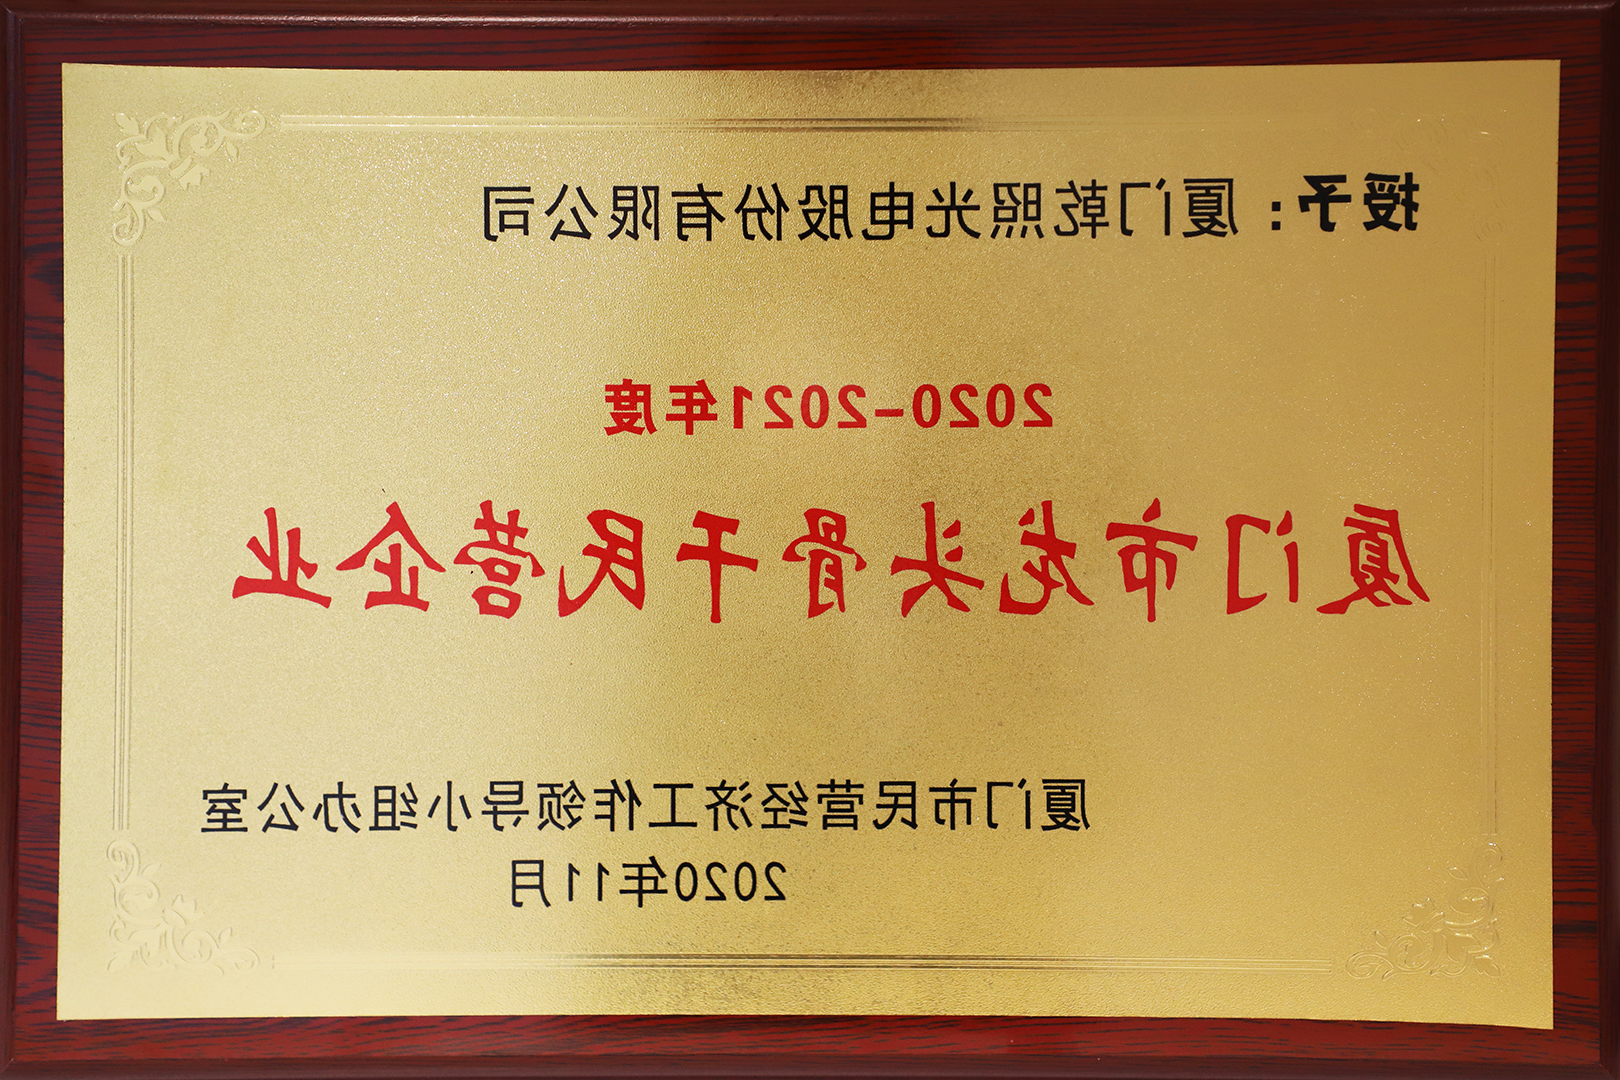 授予：厦门乾照光电股份有限公司
2020-2021年度
厦门市龙头骨干民营企业
厦门市民营经济工作领导小组办公室
2020年11月